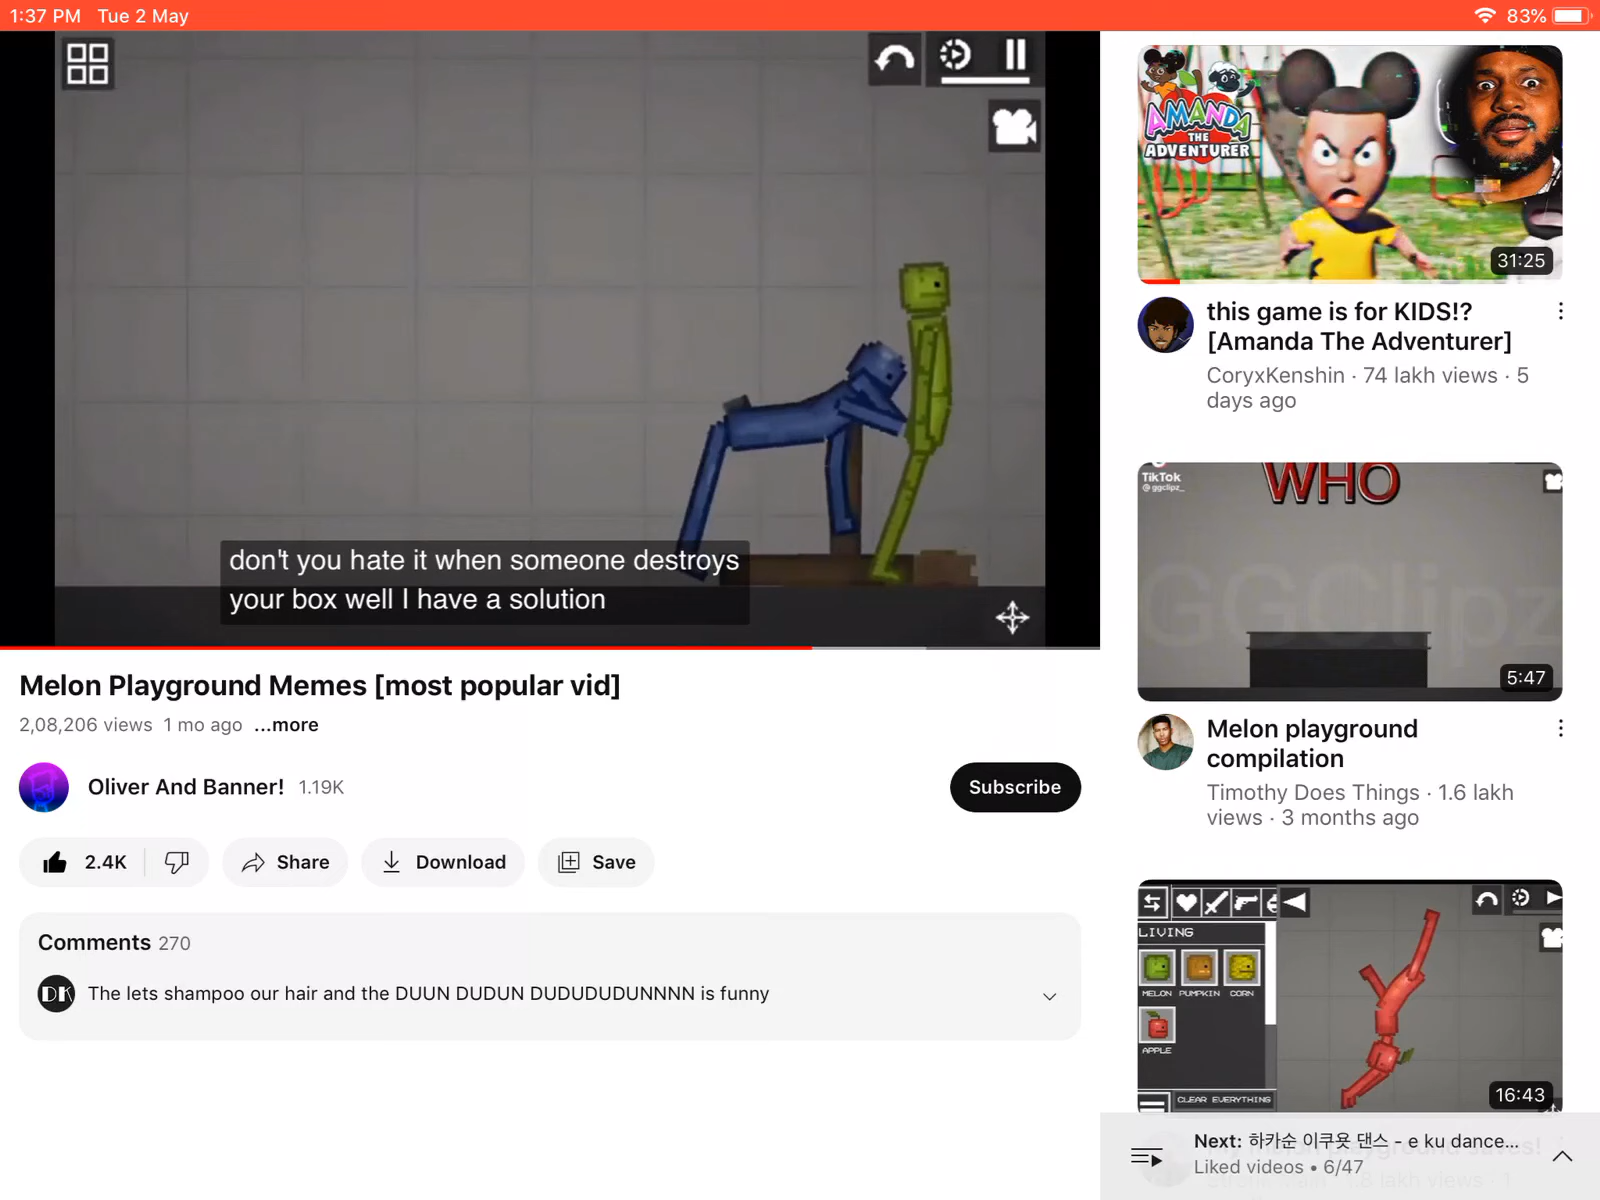 1:37 PM Tue 2 May
83%
don't you hate it when someone destroys
your box well I have a solution
Melon Playground Memes [most popular vid]
2,08,206 views 1 mo ago ...more
Oliver And Banner! 1.19K
Subscribe
2.4K
Share
Download
Save
Comments 270
DK
The lets shampoo our hair and the DUUN DUDUN DUDUDUDUNNNN is funny
AMANDA
THE
ADVENTURER
31:25
this game is for KIDS!?
[Amanda The Adventurer]
CoryxKenshin · 74 lakh views · 5
days ago
TikTok
@ggclipz_
WHO
GGClipz
5:47
Melon playground
compilation
Timothy Does Things · 1.6 lakh
views · 3 months ago
LIVING
MELON PUMPKIN CORN
APPLE
CLEAR EVERYTHING
16:43
Next: 하카순 이쿠욧 댄스 - e ku dance...
Liked videos • 6/47